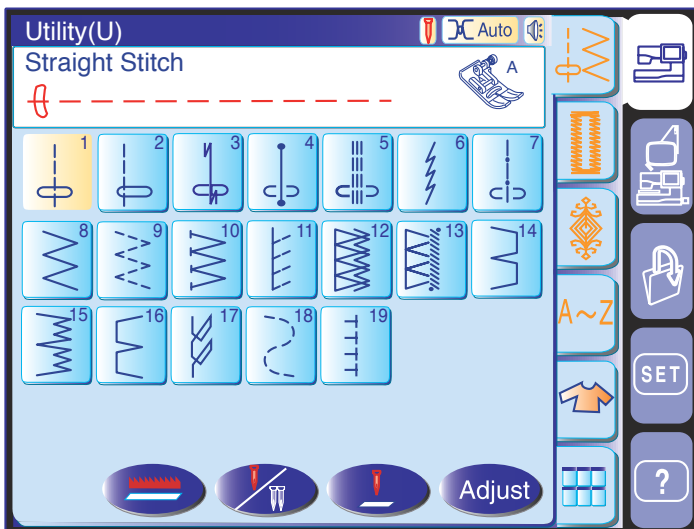 Utility(U) Auto
Straight Stitch A
1 2 3 4 5 6 7
8 9 10 11 12 13 14
15 16 17 18 19
A~Z
SET
?
Adjust